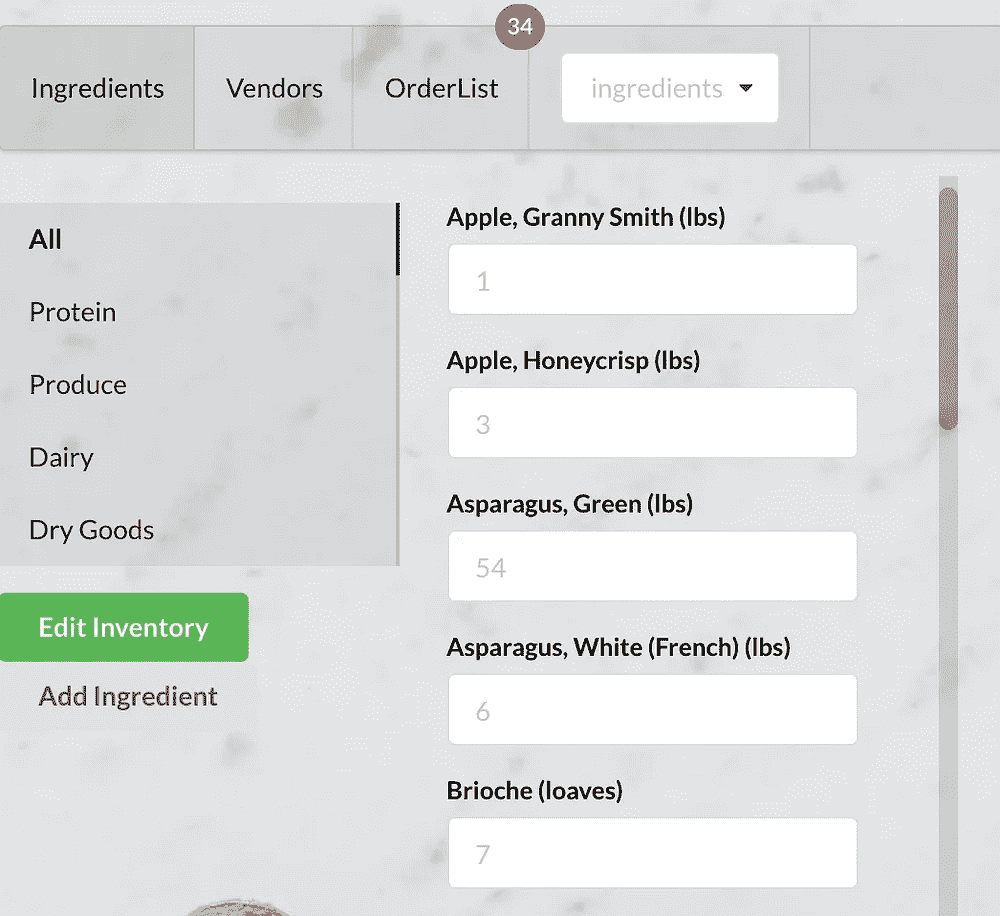 34
Ingredients Vendors OrderList ingredients
All
Protein
Produce
Dairy
Dry Goods
Edit Inventory
Add Ingredient
Apple, Granny Smith (lbs)
1
Apple, Honeycrisp (lbs)
3
Asparagus, Green (lbs)
54
Asparagus, White (French) (lbs)
6
Brioche (loaves)
7